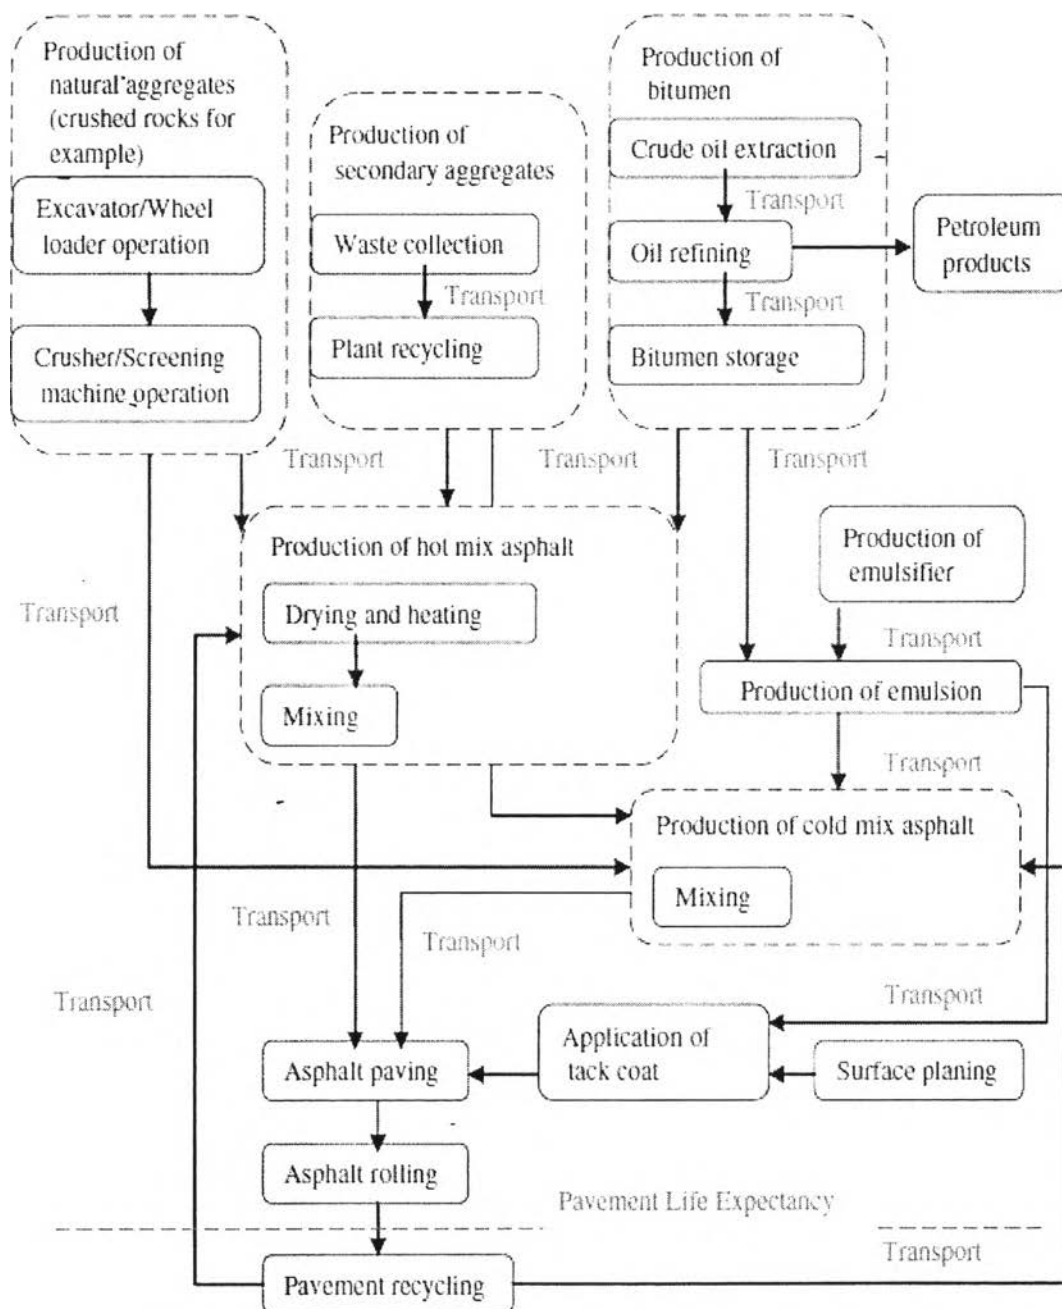 Production of
natural aggregates
(crushed rocks for
example)
Excavator/Wheel
loader operation
Crusher/Screening
machine operation
Production of
secondary aggregates
Waste collection
Transport
Plant recycling
Production of
bitumen
Crude oil extraction
Transport
Oil refining
Transport
Bitumen storage
Petroleum
products
Transport
Transport
Transport
Production of hot mix asphalt
Drying and heating
Mixing
Production of
emulsifier
Transport
Transport
Production of emulsion
Transport
Production of cold mix asphalt
Mixing
Transport
Transport
Transport
Transport
Application of
tack coat
Surface planing
Asphalt paving
Asphalt rolling
Pavement Life Expectancy
Transport
Pavement recycling